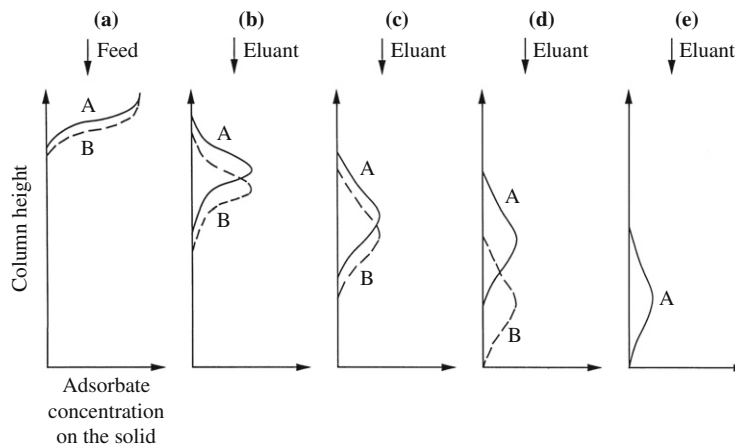 (a) (b) (c) (d) (e)
Feed Eluant Eluant Eluant Eluant
A
B
A
B
A
B
A
B
A
Column height
Adsorbate
concentration
on the solid